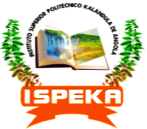 INSTITUTO SUPERIOR POLITÉCNICO KALANDULA DE ANGOLA
ISPEKA